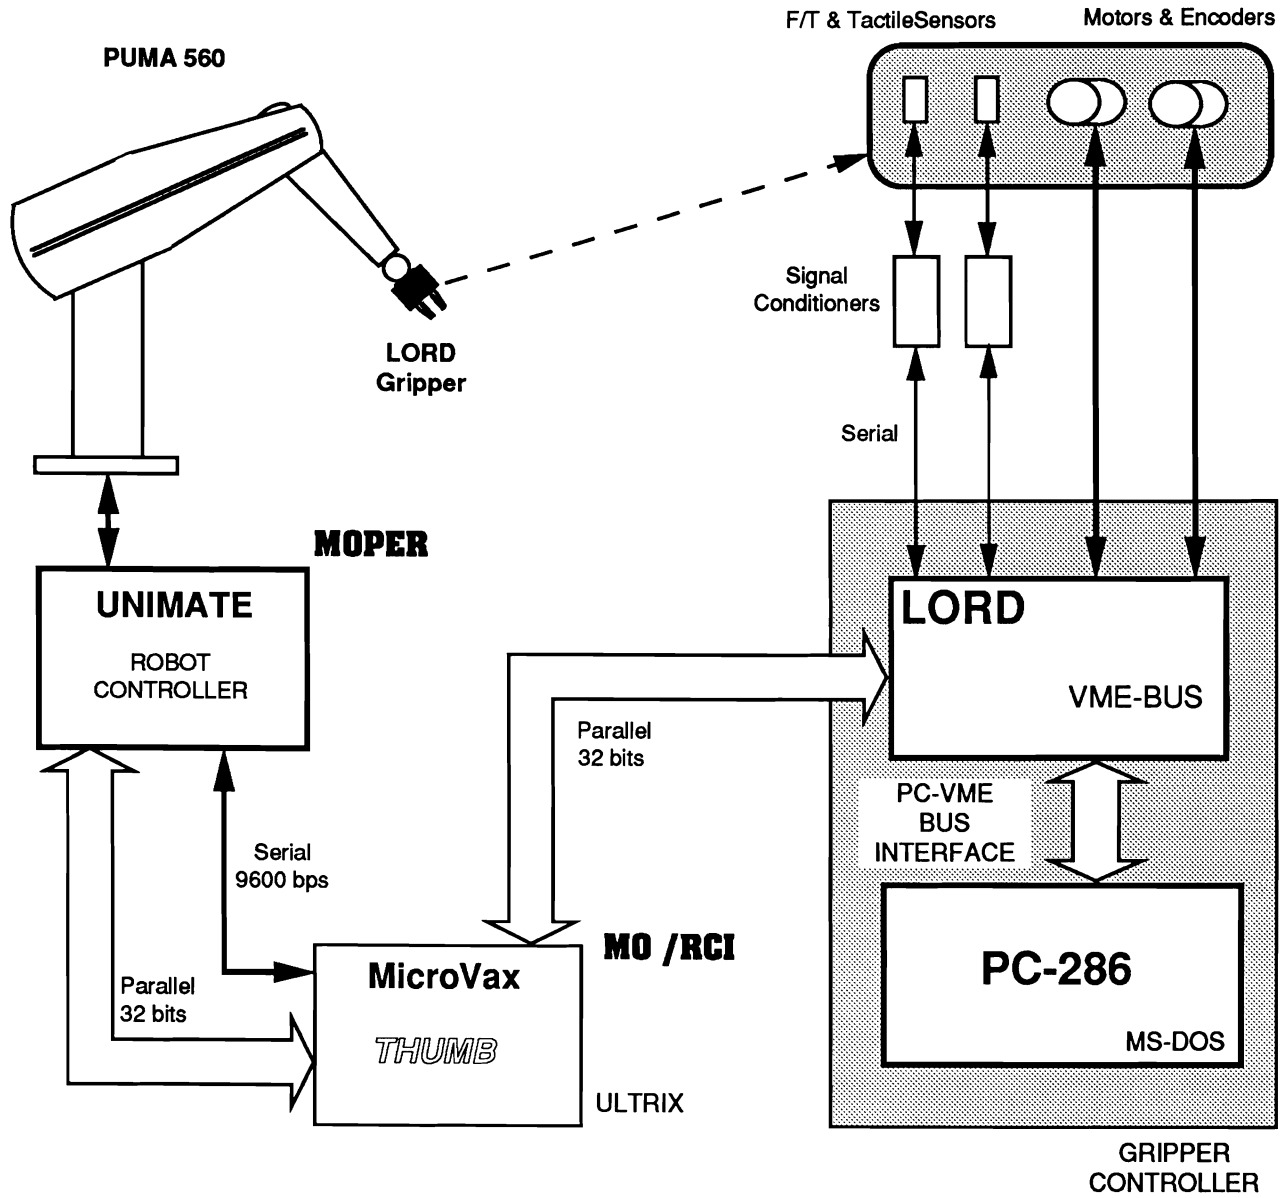 F/T & TactileSensors
Motors & Encoders
PUMA 560
LORD
Gripper
Signal
Conditioners
Serial
MOPER
UNIMATE
ROBOT
CONTROLLER
LORD
VME-BUS
Parallel
32 bits
PC-VME
BUS
INTERFACE
Serial
9600 bps
MO /RCI
MicroVax
THUMB
ULTRIX
Parallel
32 bits
PC-286
MS-DOS
GRIPPER
CONTROLLER